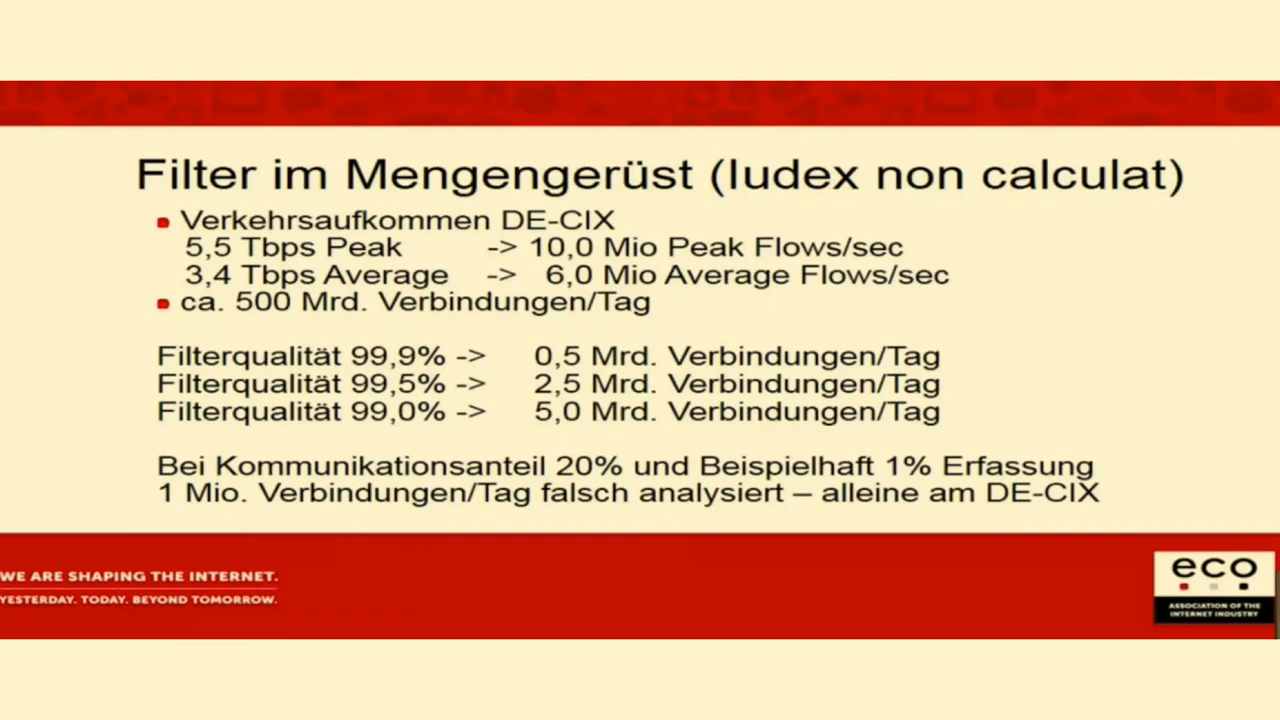 Filter im Mengengerüst (Iudex non calculat)
Verkehrsaufkommen DE-CIX
5,5 Tbps Peak -> 10,0 Mio Peak Flows/sec
3,4 Tbps Average -> 6,0 Mio Average Flows/sec
ca. 500 Mrd. Verbindungen/Tag
Filterqualität 99,9% -> 0,5 Mrd. Verbindungen/Tag
Filterqualität 99,5% -> 2,5 Mrd. Verbindungen/Tag
Filterqualität 99,0% -> 5,0 Mrd. Verbindungen/Tag
Bei Kommunikationsanteil 20% und Beispielhaft 1% Erfassung
1 Mio. Verbindungen/Tag falsch analysiert – alleine am DE-CIX
WE ARE SHAPING THE INTERNET.
YESTERDAY. TODAY. BEYOND TOMORROW.
eco
ASSOCIATION OF THE
INTERNET INDUSTRY